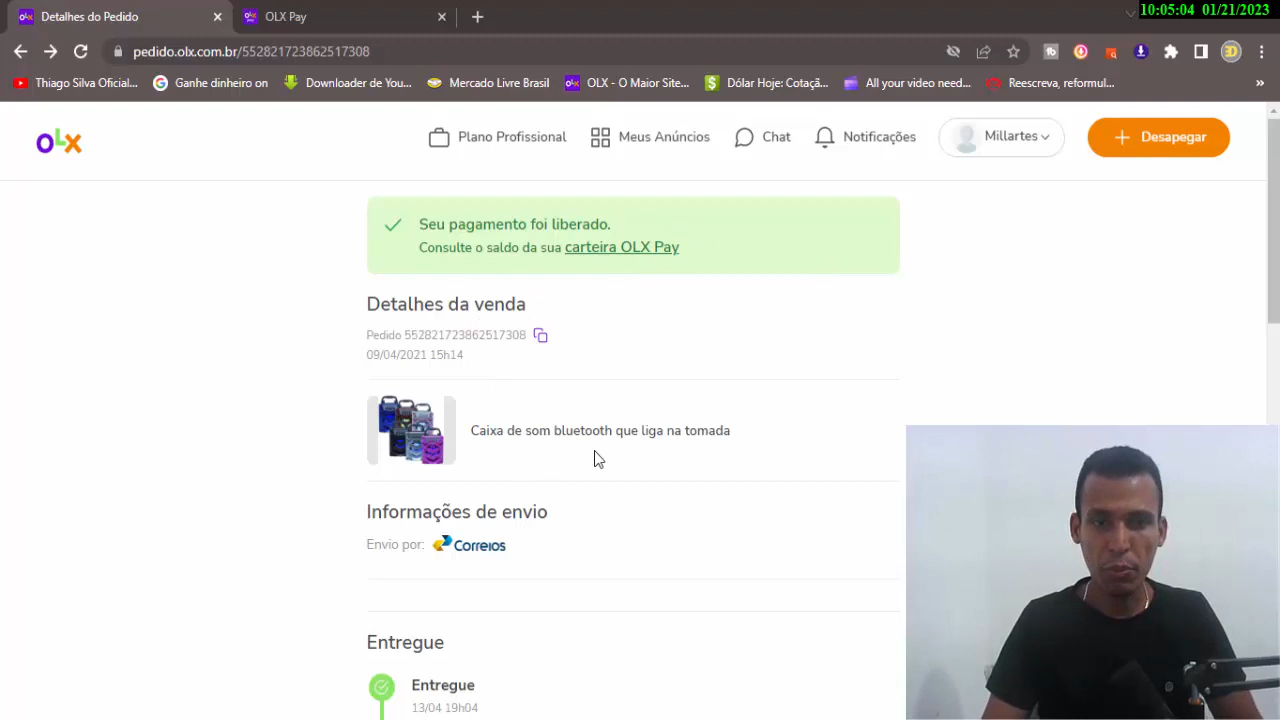 10:05:04 01/21/2023
Detalhes do Pedido
OLX Pay
pedido.olx.com.br/552821723862517308
Thiago Silva Oficial...
Ganhe dinheiro on
Downloader de You...
Mercado Livre Brasil
OLX - O Maior Site...
Dólar Hoje: Cotaçã...
All your video need...
Reescreva, reformul...
olx
Plano Profissional
Meus Anúncios
Chat
Notificações
Millartes
Desapegar
Seu pagamento foi liberado.
Consulte o saldo da sua carteira OLX Pay
Detalhes da venda
Pedido 552821723862517308
09/04/2021 15h14
Caixa de som bluetooth que liga na tomada
Informações de envio
Envio por: Correios
Entregue
Entregue
13/04 19h04